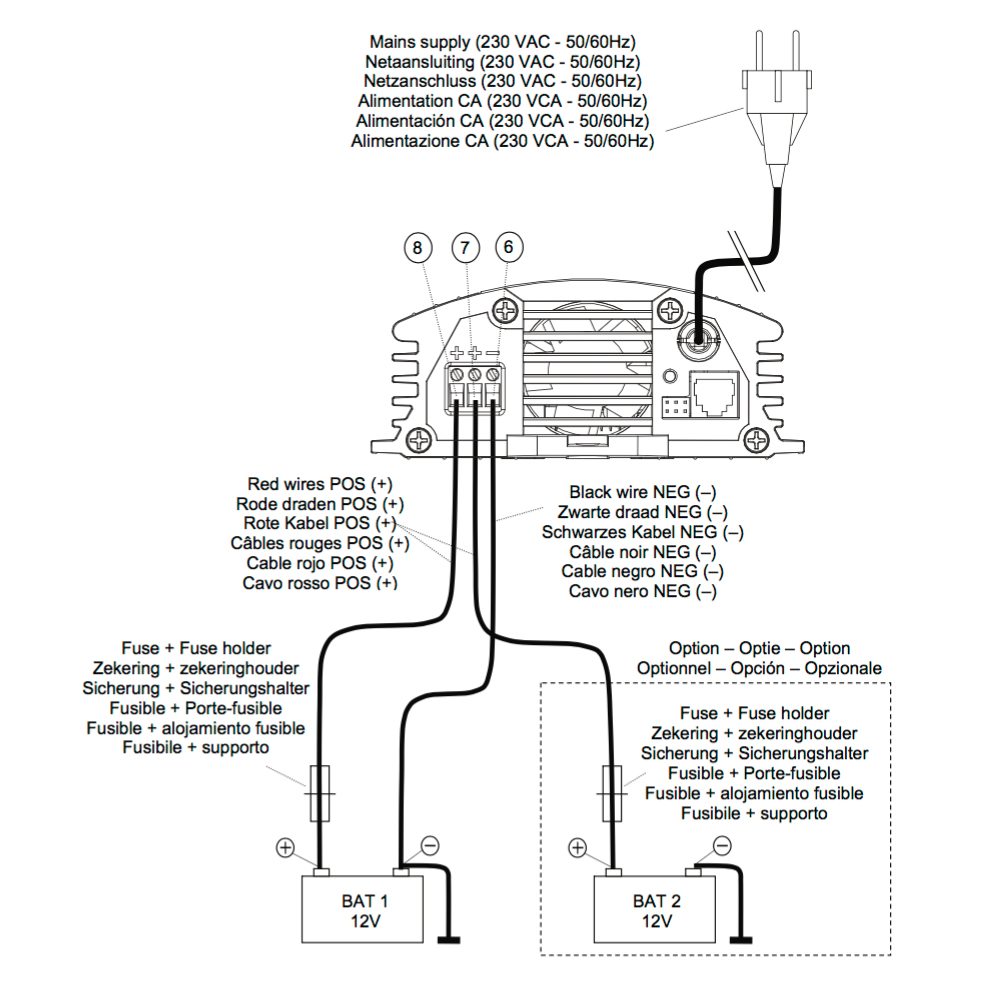 Mains supply (230 VAC - 50/60Hz)
Netaansluiting (230 VAC - 50/60Hz)
Netzanschluss (230 VAC - 50/60Hz)
Alimentation CA (230 VCA - 50/60Hz)
Alimentación CA (230 VCA - 50/60Hz)
Alimentazione CA (230 VCA - 50/60Hz)
8 7 6
+ + −
Red wires POS (+)
Rode draden POS (+)
Rote Kabel POS (+)
Câbles rouges POS (+)
Cable rojo POS (+)
Cavo rosso POS (+)
Black wire NEG (–)
Zwarte draad NEG (–)
Schwarzes Kabel NEG (–)
Câble noir NEG (–)
Cable negro NEG (–)
Cavo nero NEG (–)
Fuse + Fuse holder
Zekering + zekeringhouder
Sicherung + Sicherungshalter
Fusible + Porte-fusible
Fusible + alojamiento fusible
Fusibile + supporto
Option – Optie – Option
Optionnel – Opción – Opzionale
Fuse + Fuse holder
Zekering + zekeringhouder
Sicherung + Sicherungshalter
Fusible + Porte-fusible
Fusible + alojamiento fusible
Fusibile + supporto
+ −
BAT 1
12V
+ −
BAT 2
12V